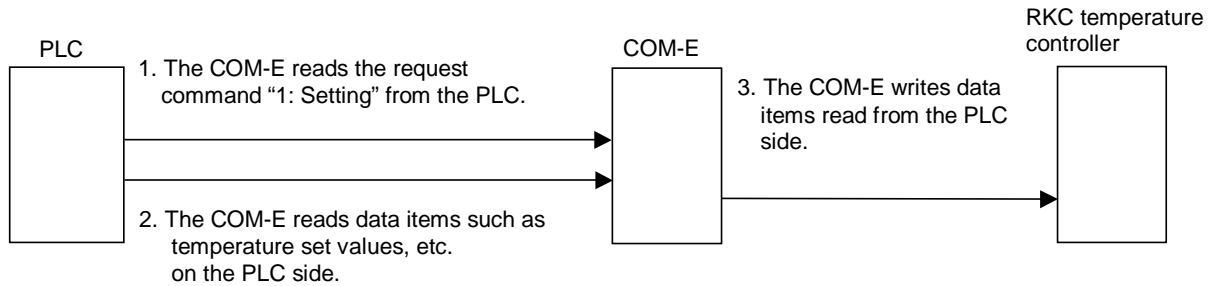 PLC
COM-E
RKC temperature
controller
1. The COM-E reads the request
command “1: Setting” from the PLC.
3. The COM-E writes data
items read from the PLC
side.
2. The COM-E reads data items such as
temperature set values, etc.
on the PLC side.